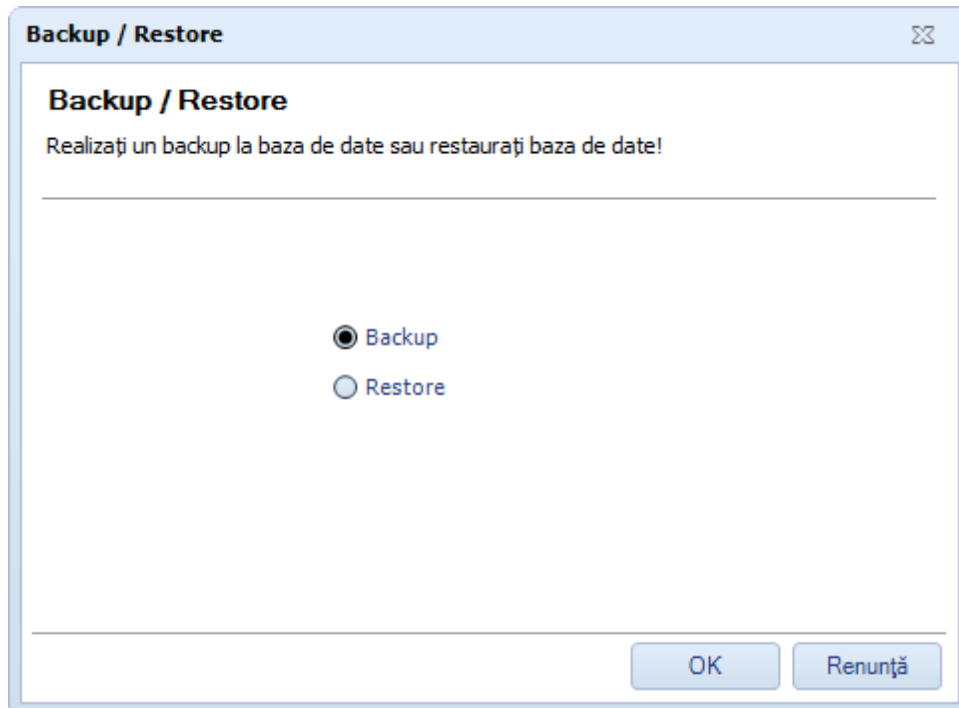 Backup / Restore
Backup / Restore
Realizați un backup la baza de date sau restaurați baza de date!
Backup
Restore
OK Renunţă